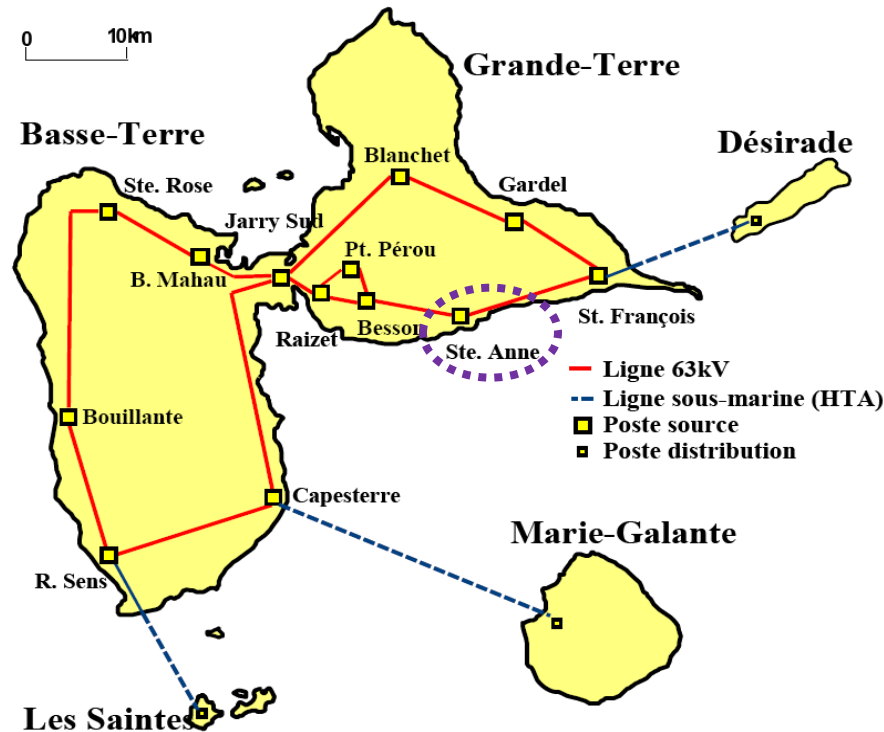 0 10km
Grande-Terre
Basse-Terre
Désirade
Blanchet
Ste. Rose
Gardel
Jarry Sud
Pt. Pérou
B. Mahau
St. François
Raizet
Besson
Ste. Anne
Ligne 63kV
Ligne sous-marine (HTA)
Bouillante
Poste source
Poste distribution
Capesterre
Marie-Galante
R. Sens
Les Saintes